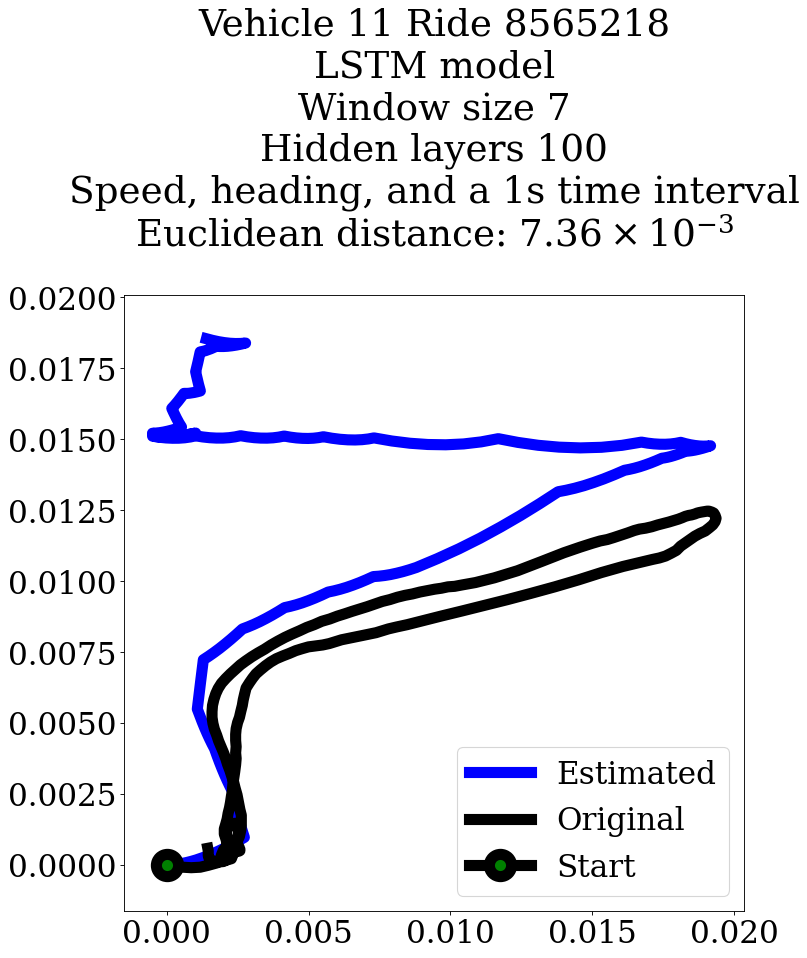 Vehicle 11 Ride 8565218
LSTM model
Window size 7
Hidden layers 100
Speed, heading, and a 1s time interval
Euclidean distance: 7.36 × 10⁻³
0.0200
0.0175
0.0150
0.0125
0.0100
0.0075
0.0050
0.0025
0.0000
Estimated
Original
Start
0.000 0.005 0.010 0.015 0.020